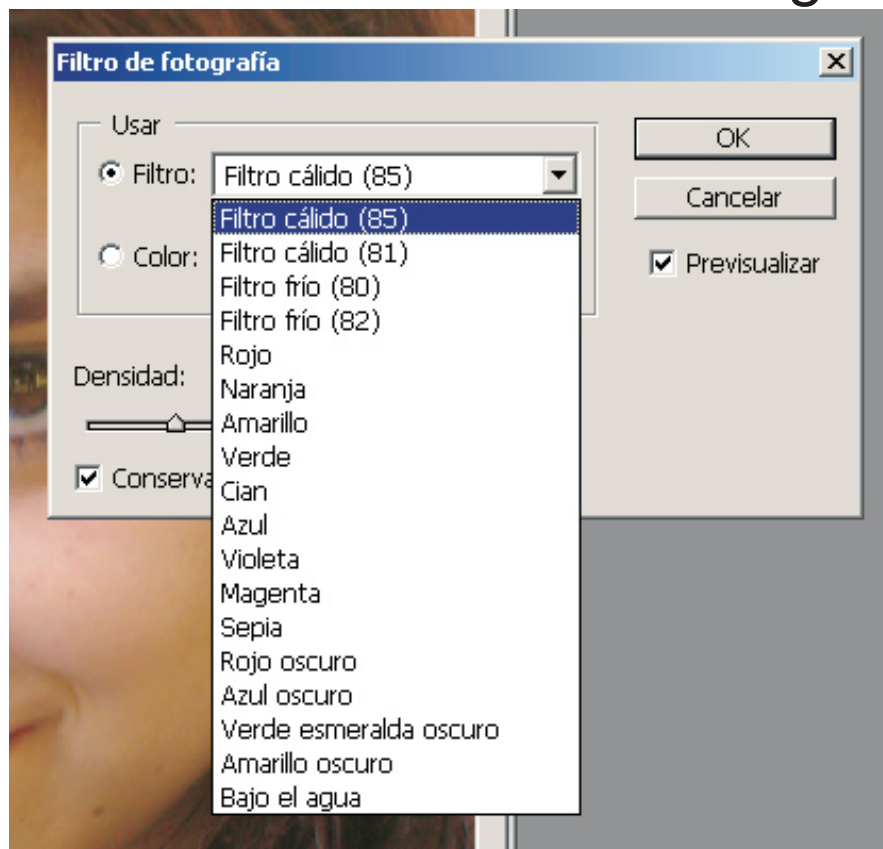 Filtro de fotografía
Usar
Filtro: Filtro cálido (85)
OK
Cancelar
Previsualizar
Color:
Densidad:
Filtro cálido (85)
Filtro cálido (81)
Filtro frío (80)
Filtro frío (82)
Rojo
Naranja
Amarillo
Verde
Cian
Azul
Violeta
Magenta
Sepia
Rojo oscuro
Azul oscuro
Verde esmeralda oscuro
Amarillo oscuro
Bajo el agua